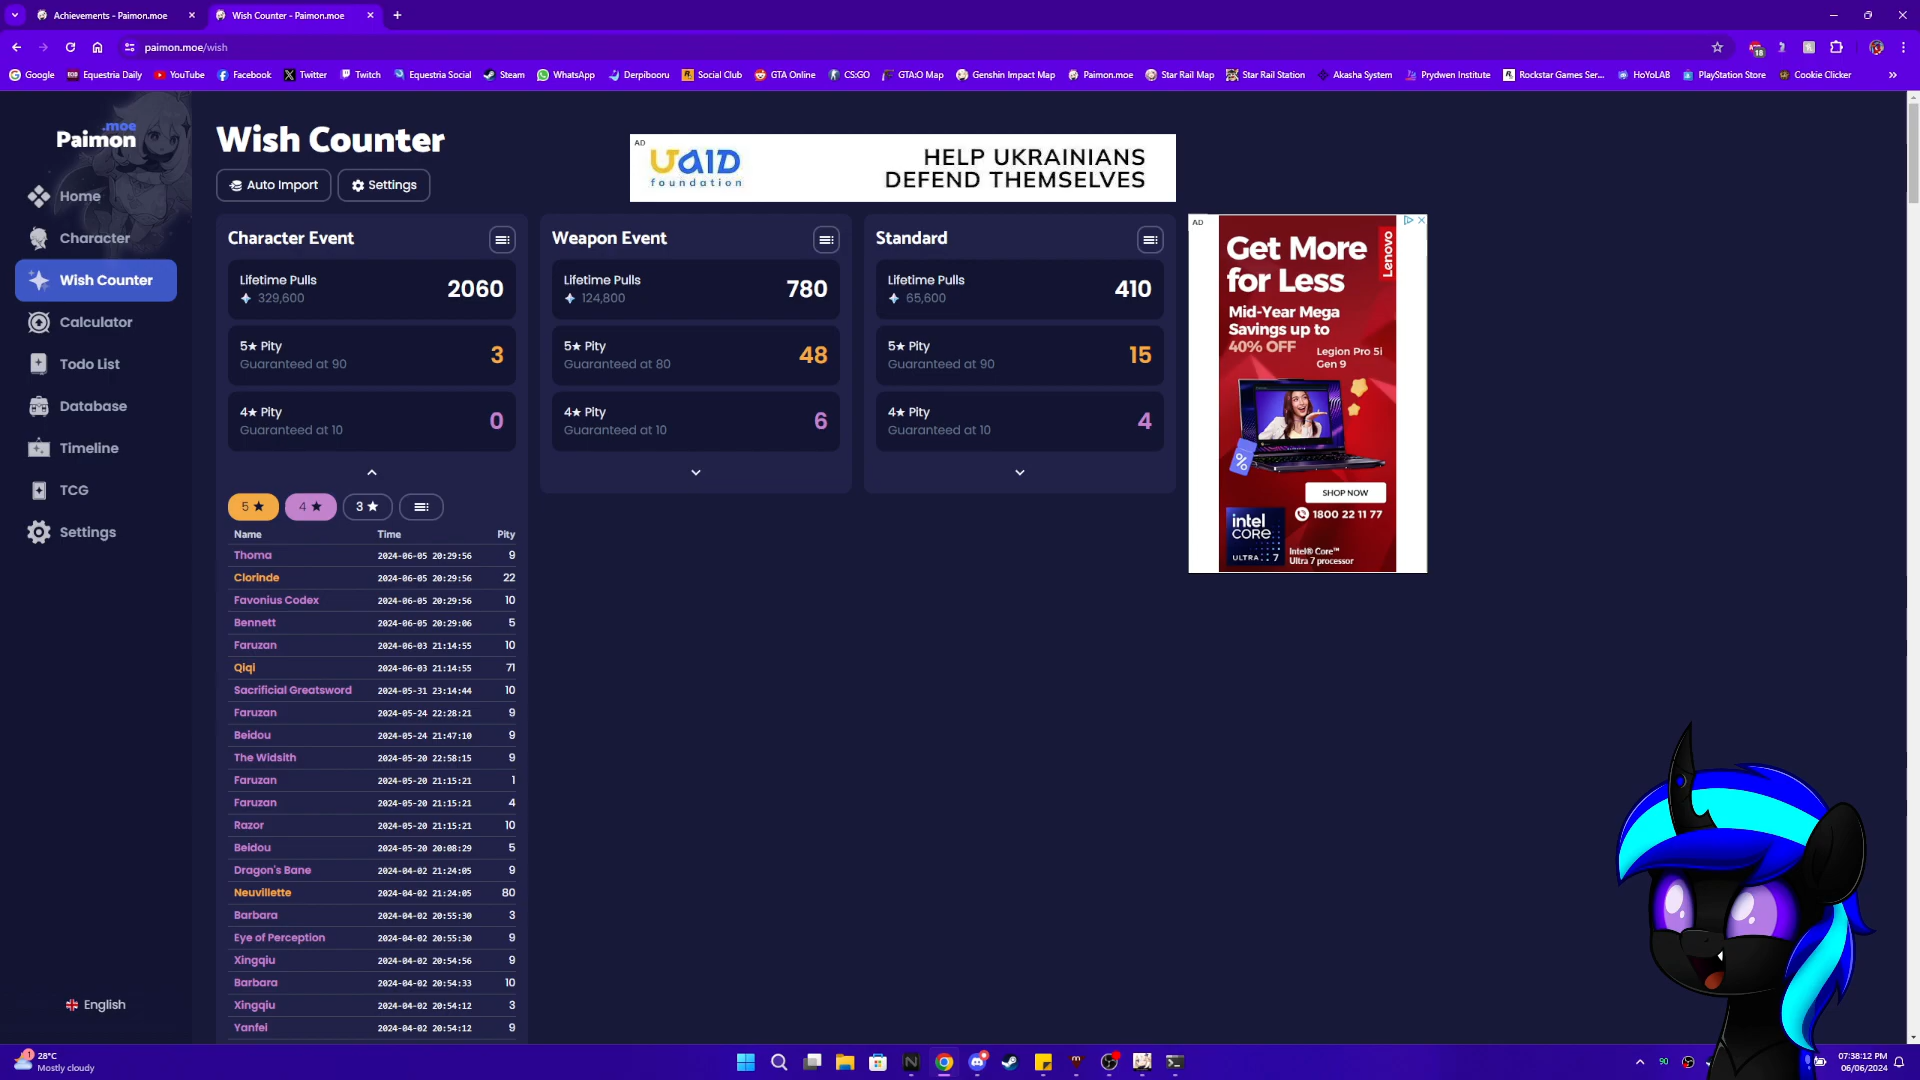 Achievements - Paimon.moe
Wish Counter - Paimon.moe
paimon.moe/wish
18
Google
Equestria Daily
YouTube
Facebook
Twitter
Twitch
Equestria Social
Steam
WhatsApp
Derpibooru
Social Club
GTA Online
CS:GO
GTA:O Map
Genshin Impact Map
Paimon.moe
Star Rail Map
Star Rail Station
Akasha System
Prydwen Institute
Rockstar Games Ser...
HoYoLAB
PlayStation Store
Cookie Clicker
.moe
Paimon
Home
Character
Wish Counter
Calculator
Todo List
Database
Timeline
TCG
Settings
English
Wish Counter
Auto Import
Settings
AD
UAID
foundation
HELP UKRAINIANS
DEFEND THEMSELVES
Character Event
Lifetime Pulls
329,600
2060
5★ Pity
Guaranteed at 90
3
4★ Pity
Guaranteed at 10
0
Weapon Event
Lifetime Pulls
124,800
780
5★ Pity
Guaranteed at 80
48
4★ Pity
Guaranteed at 10
6
Standard
Lifetime Pulls
65,600
410
5★ Pity
Guaranteed at 90
15
4★ Pity
Guaranteed at 10
4
AD
Lenovo
Get More
for Less
Mid-Year Mega
Savings up to
40% OFF
Legion Pro 5i
Gen 9
%
SHOP NOW
1800 22 11 77
intel
CORE
ULTRA 7
Intel® Core™
Ultra 7 processor
5 ★
4 ★
3 ★
Name Time Pity
Thoma 2024-06-05 20:29:56 9
Clorinde 2024-06-05 20:29:56 22
Favonius Codex 2024-06-05 20:29:56 10
Bennett 2024-06-05 20:29:06 5
Faruzan 2024-06-03 21:14:55 10
Qiqi 2024-06-03 21:14:55 71
Sacrificial Greatsword 2024-05-31 23:14:44 10
Faruzan 2024-05-24 22:28:21 9
Beidou 2024-05-24 21:47:10 9
The Widsith 2024-05-20 22:58:15 9
Faruzan 2024-05-20 21:15:21 1
Faruzan 2024-05-20 21:15:21 4
Razor 2024-05-20 21:15:21 10
Beidou 2024-05-20 20:08:29 5
Dragon's Bane 2024-04-02 21:24:05 9
Neuvillette 2024-04-02 21:24:05 80
Barbara 2024-04-02 20:55:30 3
Eye of Perception 2024-04-02 20:55:30 9
Xingqiu 2024-04-02 20:54:56 9
Barbara 2024-04-02 20:54:33 10
Xingqiu 2024-04-02 20:54:12 3
Yanfei 2024-04-02 20:54:12 9
1
28°C
Mostly cloudy
90
07:38:12 PM
06/06/2024